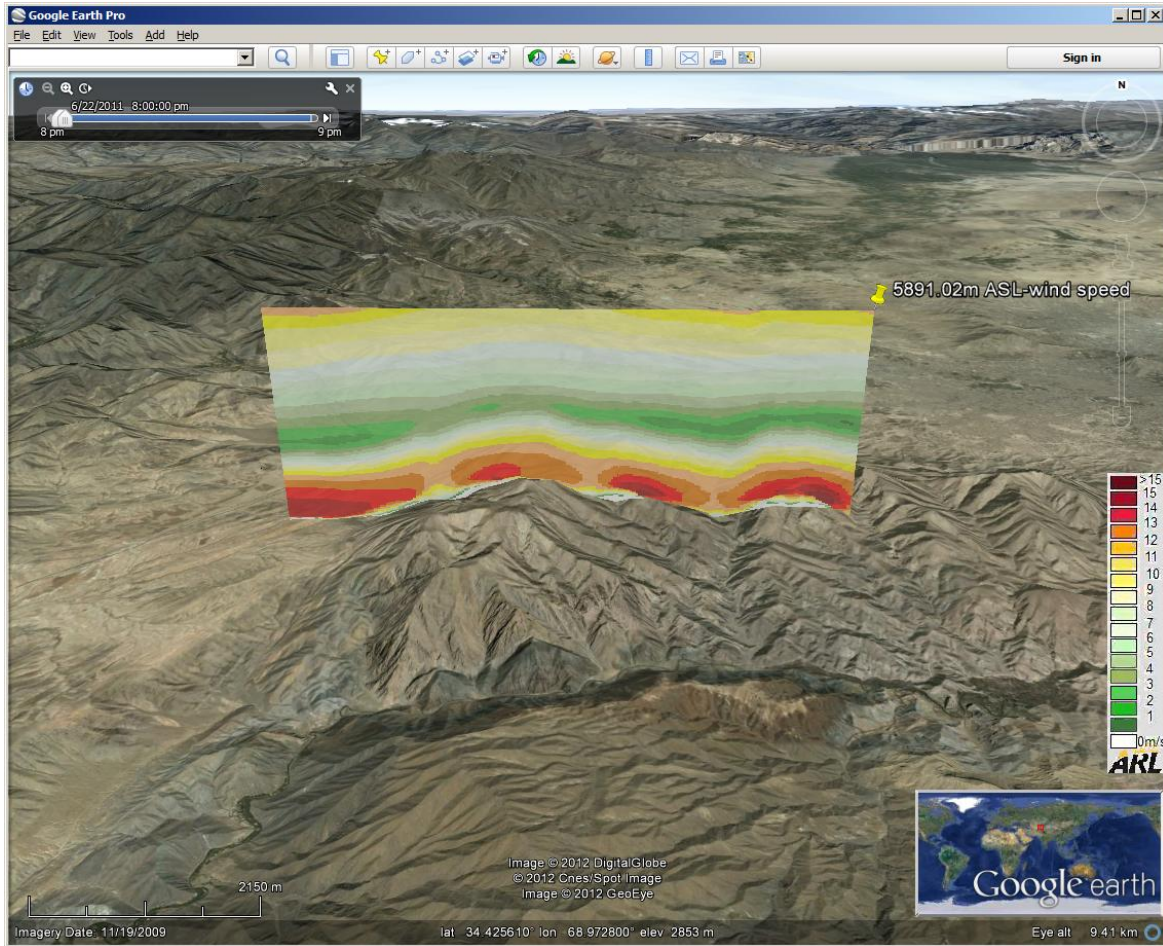 Google Earth Pro
File Edit View Tools Add Help
Sign in
6/22/2011 8:00:00 pm
8 pm
9 pm
N
5891.02m ASL-wind speed
>15
15
14
13
12
11
10
9
8
7
6
5
4
3
2
1
0m/s
ARL
2150 m
Image © 2012 DigitalGlobe
© 2012 Cnes/Spot Image
Image © 2012 GeoEye
Google earth
Imagery Date: 11/19/2009
lat 34.425610° lon 68.972800° elev 2853 m
Eye alt 9.41 km